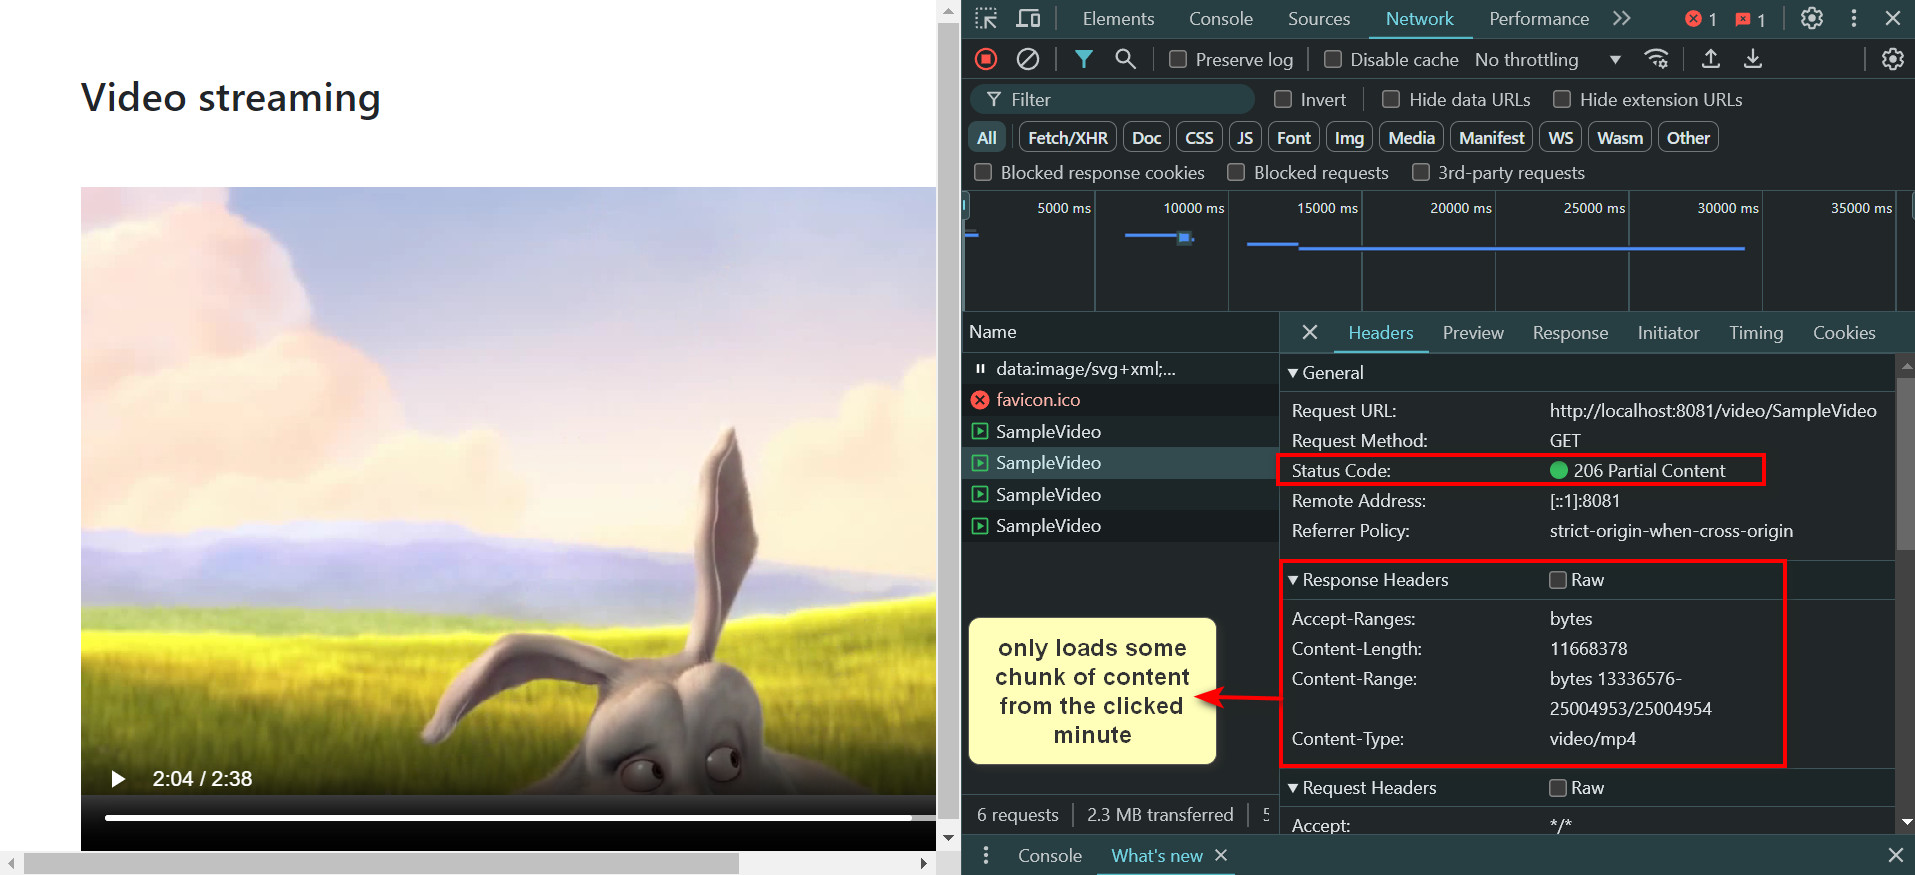 Video streaming
2:04 / 2:38
Elements Console Sources Network Performance 1 1
Preserve log Disable cache No throttling
Filter Invert Hide data URLs Hide extension URLs
All Fetch/XHR Doc CSS JS Font Img Media Manifest WS Wasm Other
Blocked response cookies Blocked requests 3rd-party requests
5000 ms 10000 ms 15000 ms 20000 ms 25000 ms 30000 ms 35000 ms
Name
data:image/svg+xml;...
favicon.ico
SampleVideo
SampleVideo
SampleVideo
SampleVideo
only loads some
chunk of content
from the clicked
minute
6 requests 2.3 MB transferred 5
Headers Preview Response Initiator Timing Cookies
General
Request URL: http://localhost:8081/video/SampleVideo
Request Method: GET
Status Code: 206 Partial Content
Remote Address: [::1]:8081
Referrer Policy: strict-origin-when-cross-origin
Response Headers Raw
Accept-Ranges: bytes
Content-Length: 11668378
Content-Range: bytes 13336576-
25004953/25004954
Content-Type: video/mp4
Request Headers Raw
Accept: */*
Console What's new